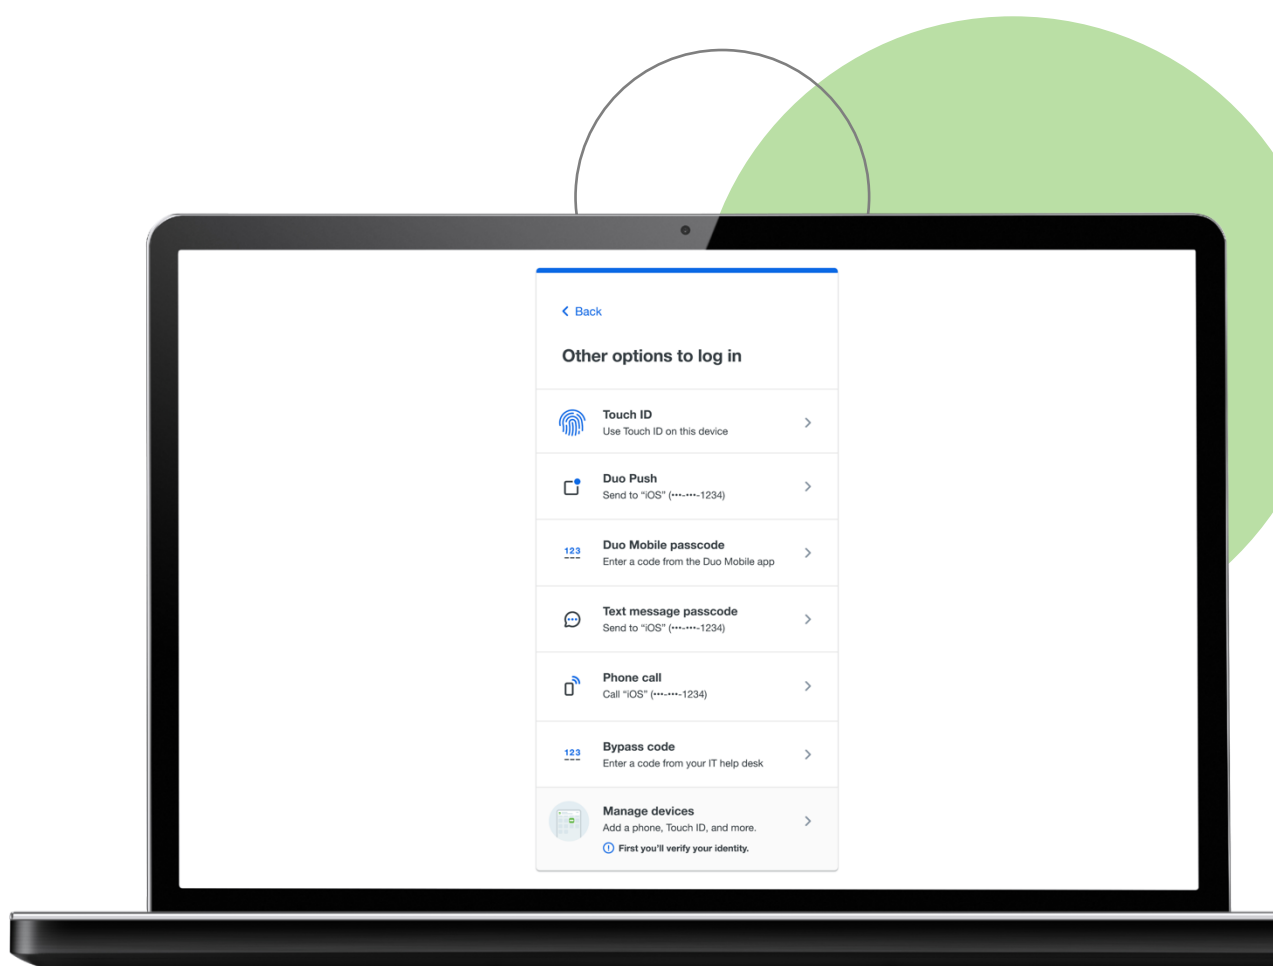 Back
Other options to log in
Touch ID
Use Touch ID on this device
Duo Push
Send to “iOS” (•••-•••-1234)
123
Duo Mobile passcode
Enter a code from the Duo Mobile app
Text message passcode
Send to “iOS” (•••-•••-1234)
Phone call
Call “iOS” (•••-•••-1234)
123
Bypass code
Enter a code from your IT help desk
Manage devices
Add a phone, Touch ID, and more.
First you’ll verify your identity.